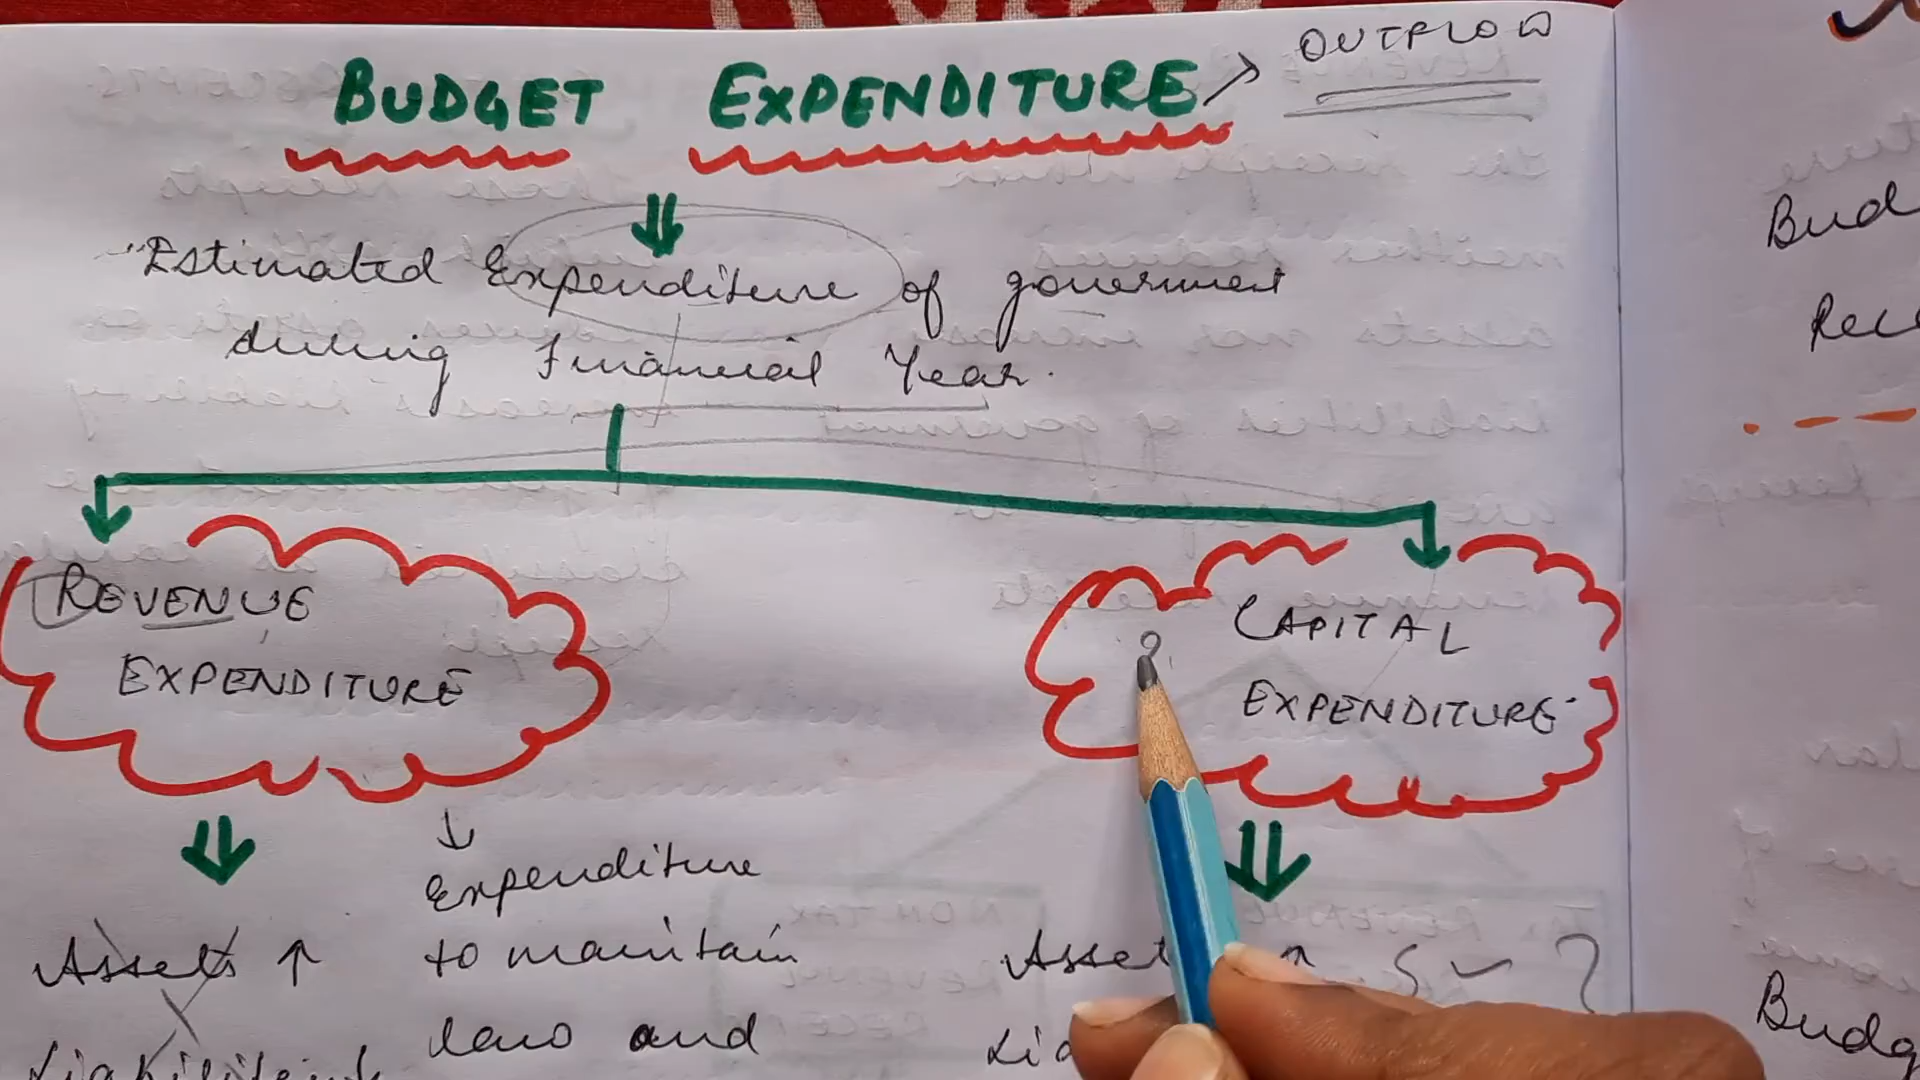 OUTFLOW
BUDGET EXPENDITURE
"Estimated Expenditure of government
during Financial Year.
REVENUE
EXPENDITURE
CAPITAL
EXPENDITURE
Expenditure
to maintain
law and
Assets ↑
Asset
Bud
Rec
Budg